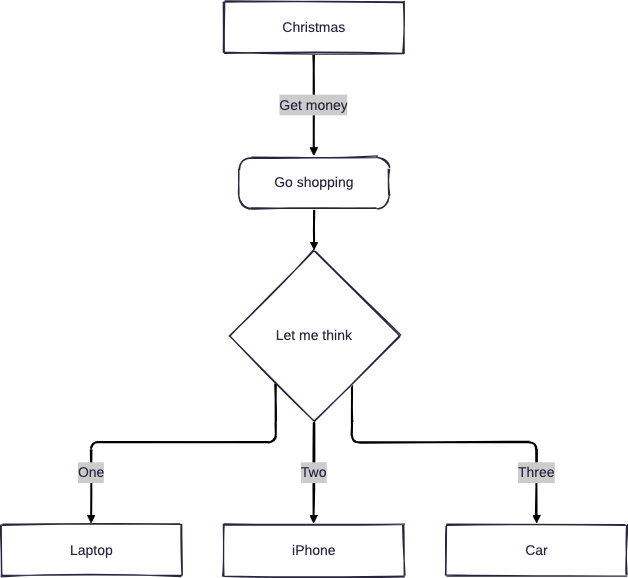 Christmas
Get money
Go shopping
Let me think
One
Two
Three
Laptop
iPhone
Car